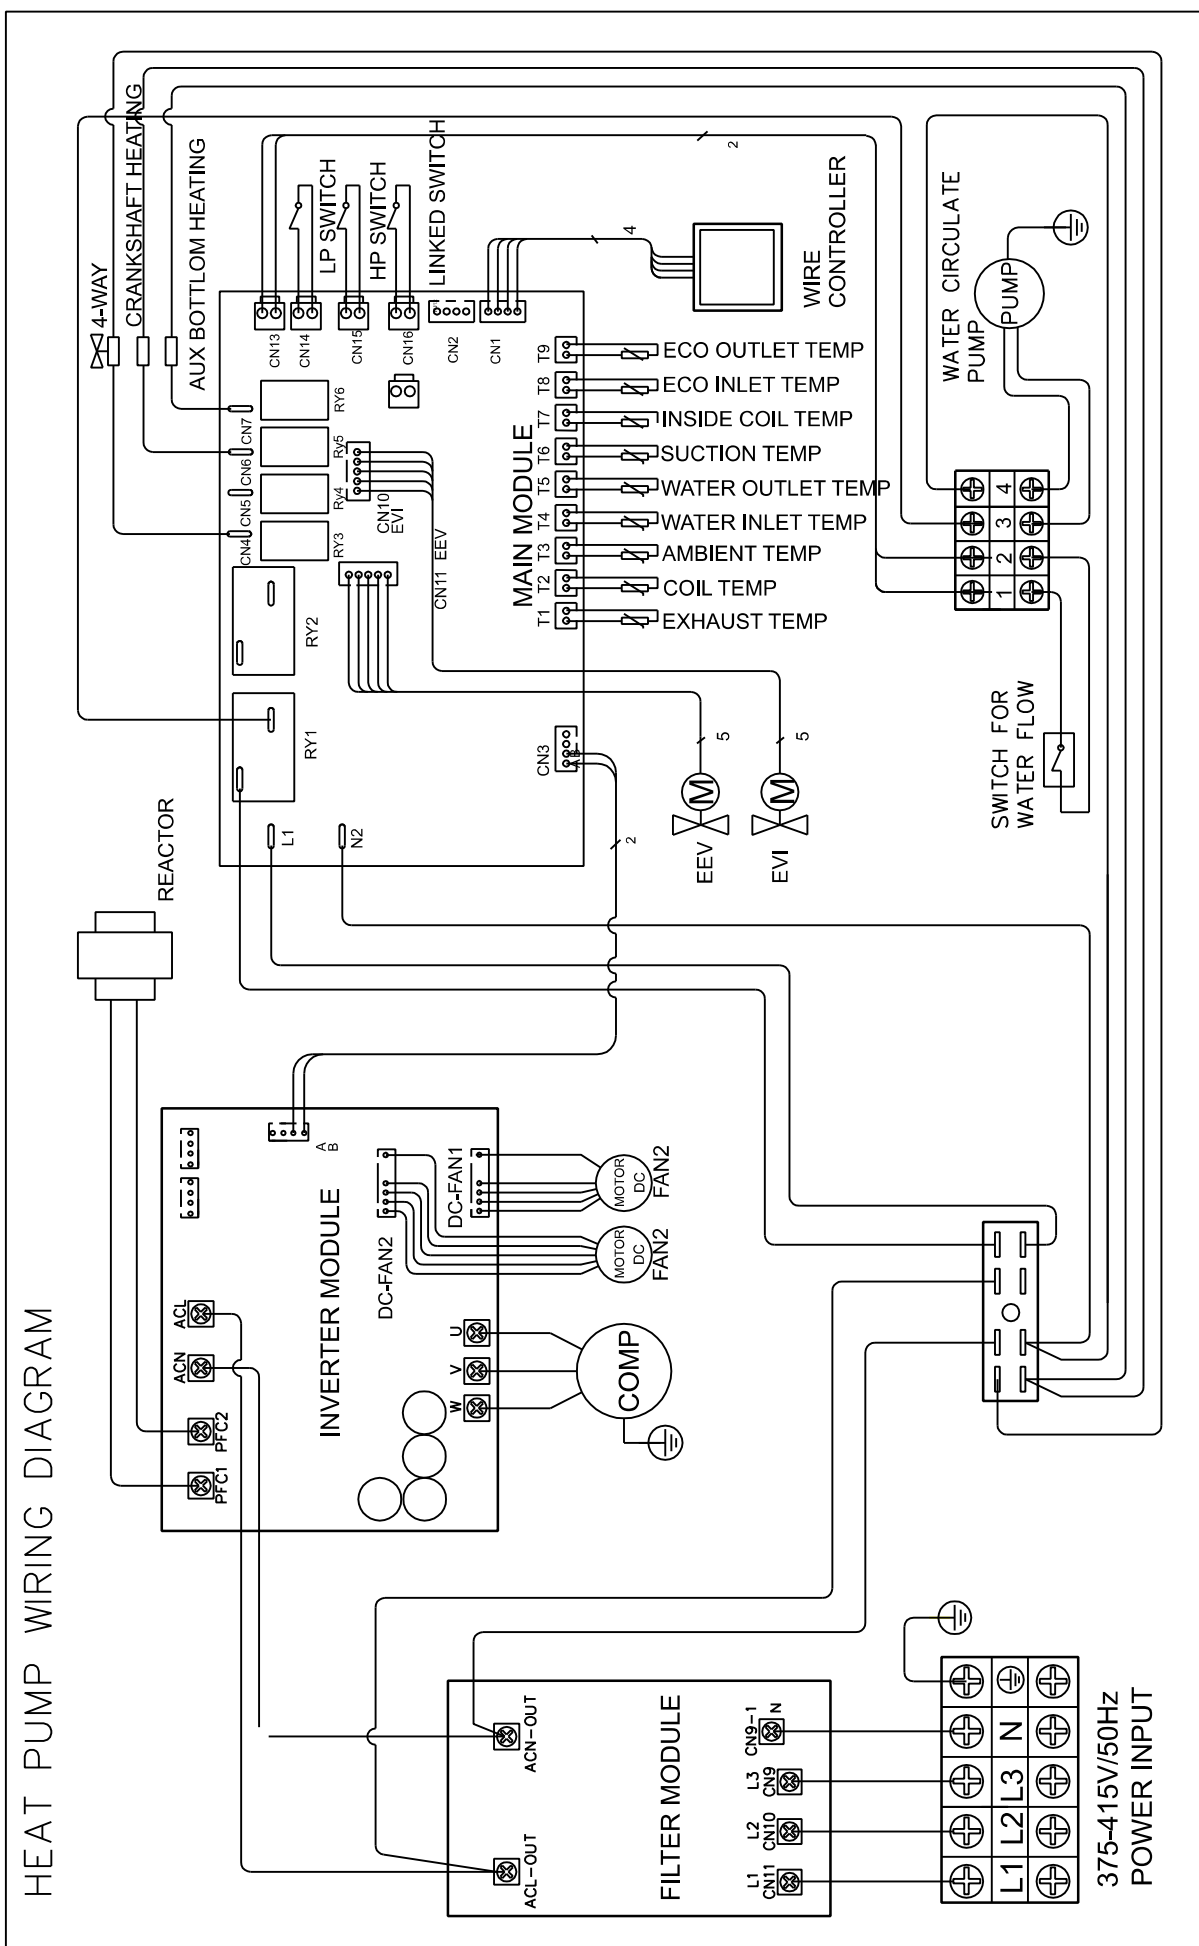 HEAT PUMP WIRING DIAGRAM
REACTOR
4-WAY
CRANKSHAFT HEATING
AUX BOTTLOM HEATING
LP SWITCH
HP SWITCH
LINKED SWITCH
2
4
WIRE
CONTROLLER
WATER CIRCULATE
PUMP
PUMP
CN13
CN14
CN15
CN16
CN2
CN1
CN7
CN6
CN5
CN4
RY6
Ry5
Ry4
RY3
RY2
RY1
CN10
EVI
CN11 EEV
MAIN MODULE
T9
ECO OUTLET TEMP
T8
ECO INLET TEMP
T7
INSIDE COIL TEMP
T6
SUCTION TEMP
T5
WATER OUTLET TEMP
T4
WATER INLET TEMP
T3
AMBIENT TEMP
T2
COIL TEMP
T1
EXHAUST TEMP
4
3
2
1
SWITCH FOR
WATER FLOW
CN3
A B
L1
N2
2
5
5
M
M
EEV
EVI
A
B
INVERTER MODULE
DC-FAN1
DC-FAN2
MOTOR
DC
FAN2
MOTOR
DC
FAN2
ACL
ACN
PFC2
PFC1
U
V
W
COMP
ACN-OUT
ACL-OUT
FILTER MODULE
CN9-1
N
L3
CN9
L2
CN10
L1
CN11
N
L3
L2
L1
375-415V/50Hz
POWER INPUT